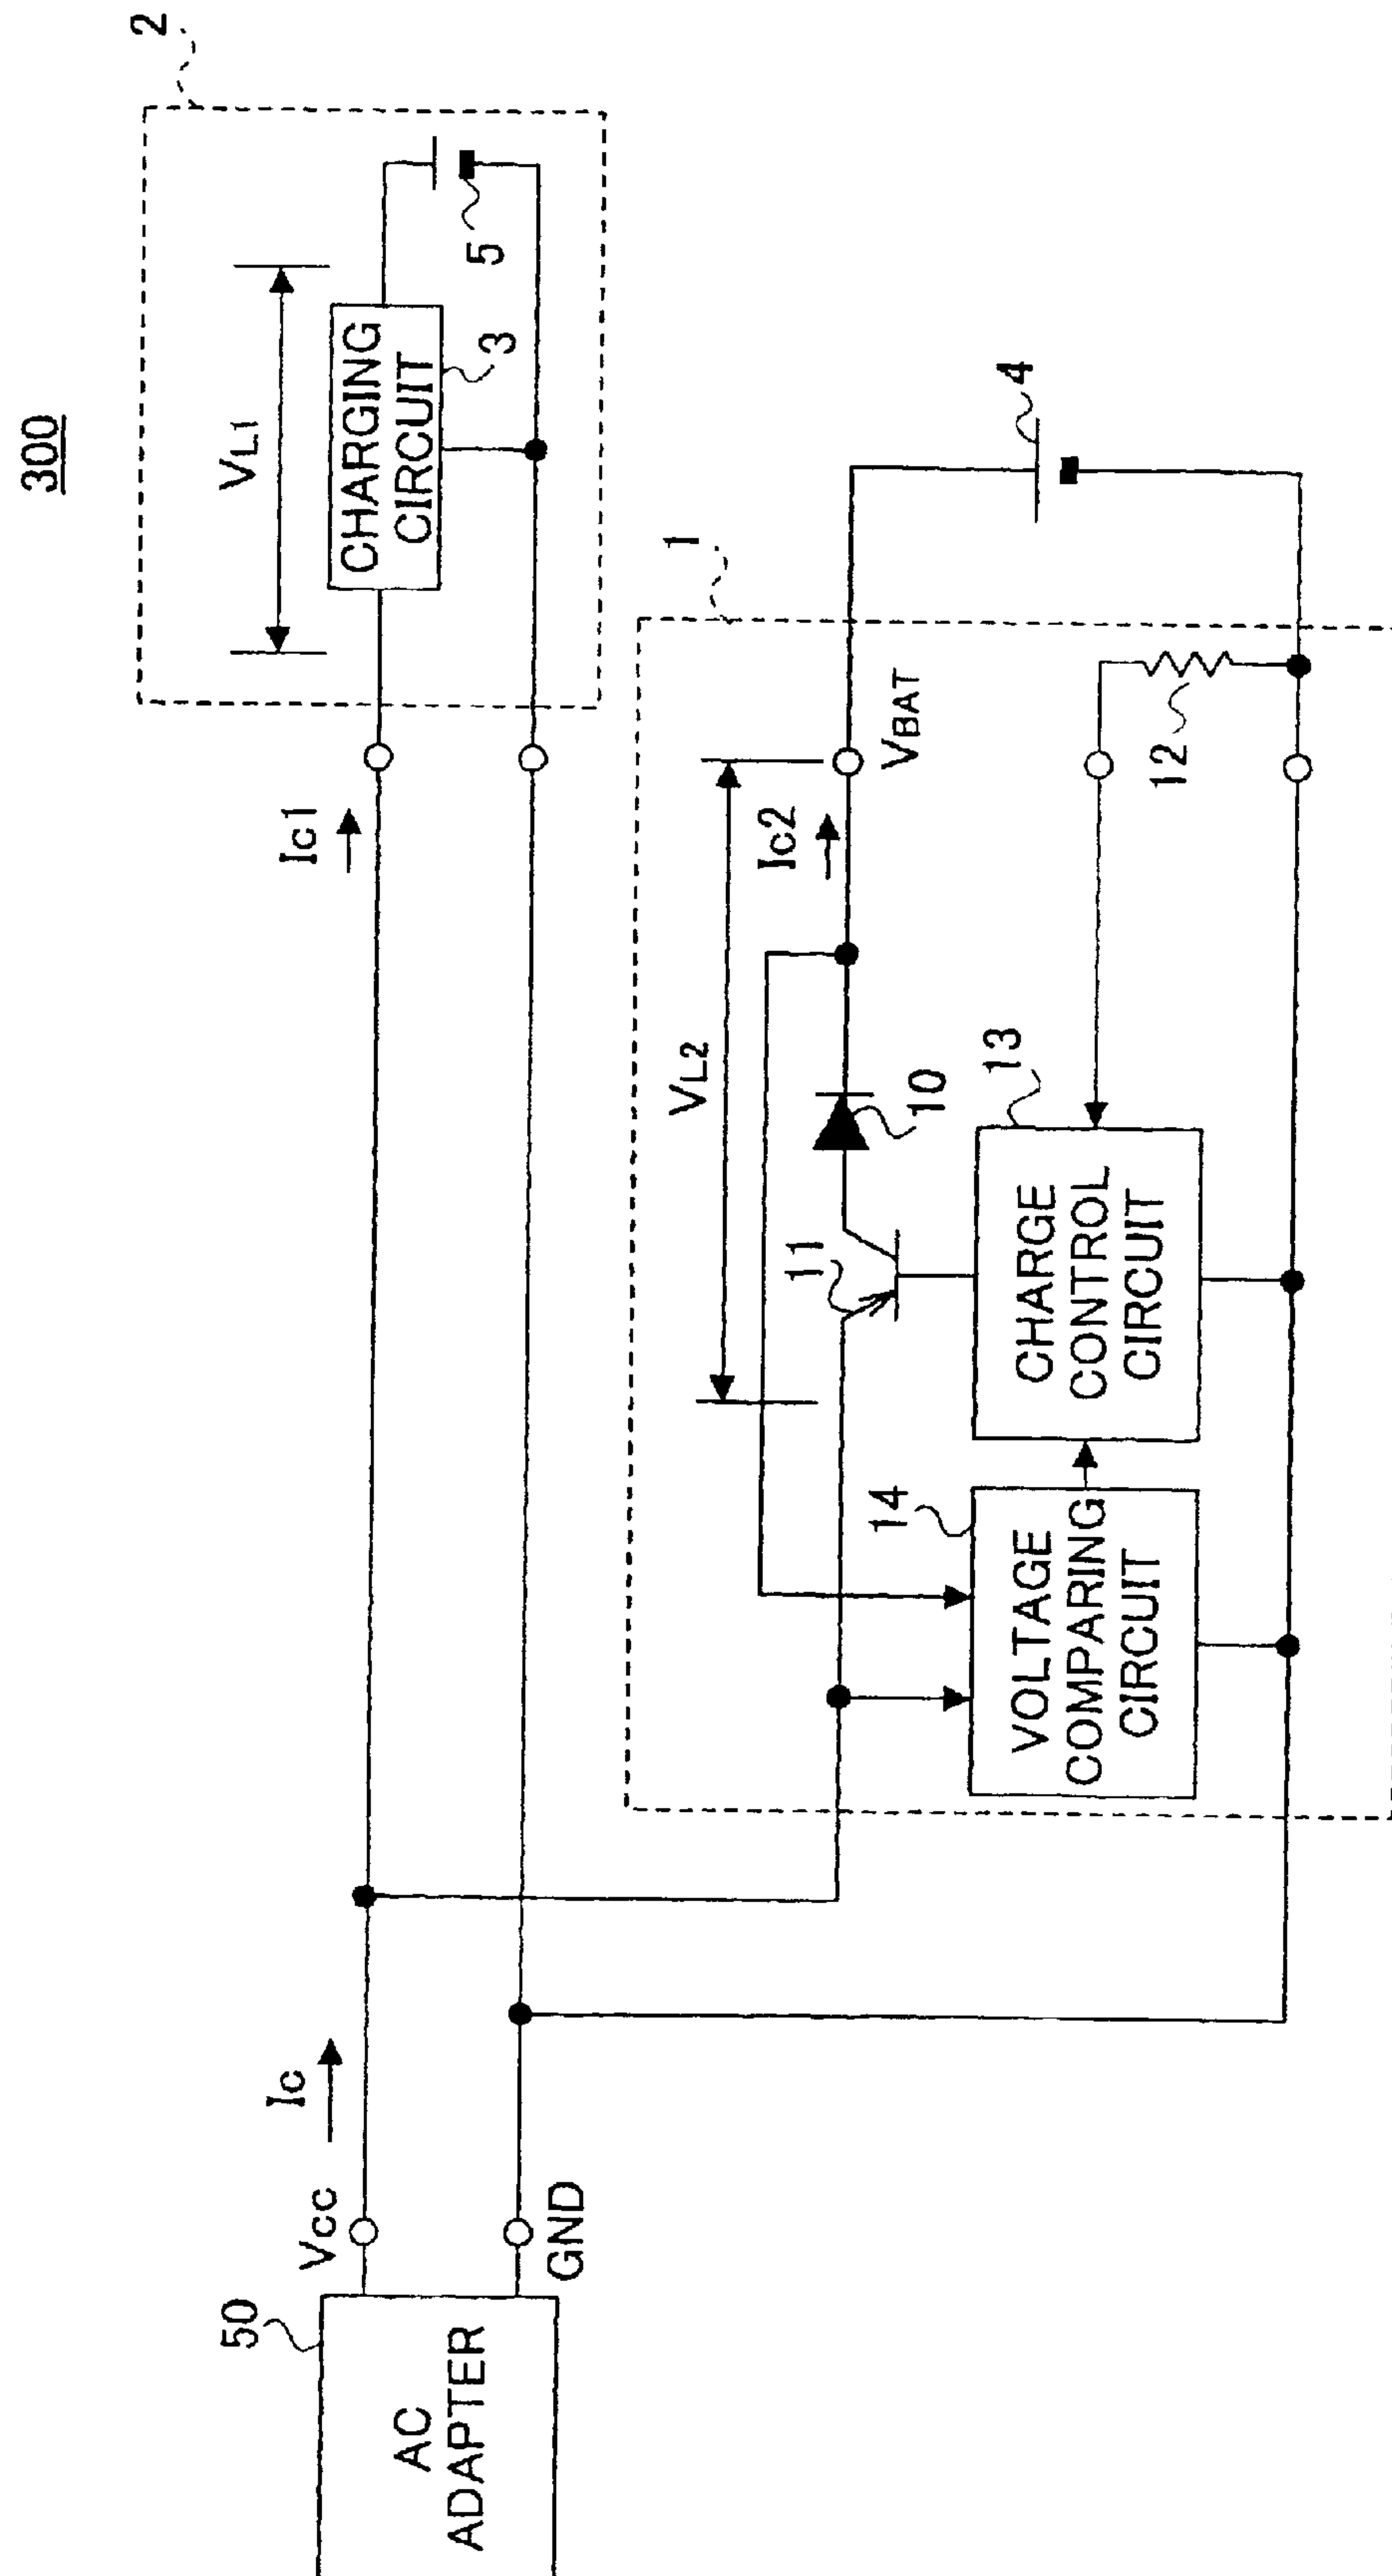 300
2
VL1
CHARGING
CIRCUIT
3
5
Ic1
Ic
Vcc
GND
50
AC
ADAPTER
1
VL2
Ic2
VBAT
4
11
10
12
13
CHARGE
CONTROL
CIRCUIT
14
VOLTAGE
COMPARING
CIRCUIT